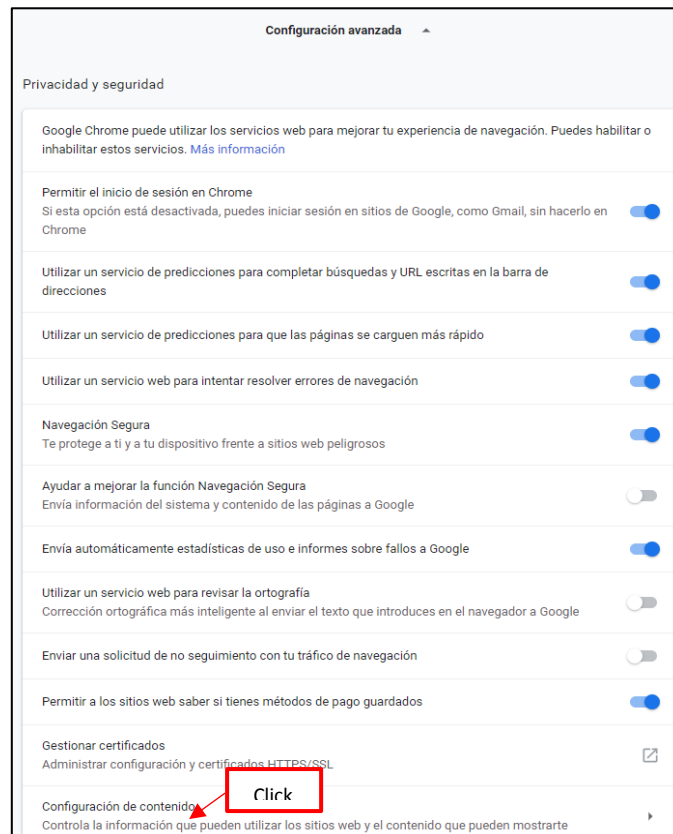 Configuración avanzada
Privacidad y seguridad
Google Chrome puede utilizar los servicios web para mejorar tu experiencia de navegación. Puedes habilitar o
inhabilitar estos servicios. Más información
Permitir el inicio de sesión en Chrome
Si esta opción está desactivada, puedes iniciar sesión en sitios de Google, como Gmail, sin hacerlo en
Chrome
Utilizar un servicio de predicciones para completar búsquedas y URL escritas en la barra de
direcciones
Utilizar un servicio de predicciones para que las páginas se carguen más rápido
Utilizar un servicio web para intentar resolver errores de navegación
Navegación Segura
Te protege a ti y a tu dispositivo frente a sitios web peligrosos
Ayudar a mejorar la función Navegación Segura
Envía información del sistema y contenido de las páginas a Google
Envía automáticamente estadísticas de uso e informes sobre fallos a Google
Utilizar un servicio web para revisar la ortografía
Corrección ortográfica más inteligente al enviar el texto que introduces en el navegador a Google
Enviar una solicitud de no seguimiento con tu tráfico de navegación
Permitir a los sitios web saber si tienes métodos de pago guardados
Gestionar certificados
Administrar configuración y certificados HTTPS/SSL
Click
Configuración de contenido
Controla la información que pueden utilizar los sitios web y el contenido que pueden mostrarte